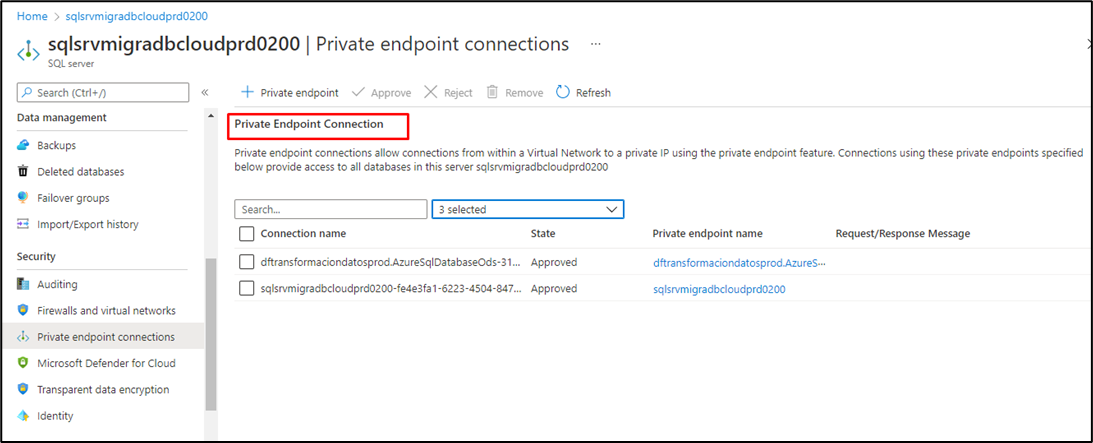 Home > sqlsrvmigradbcloudprd0200
sqlsrvmigradbcloudprd0200 | Private endpoint connections ...
SQL server
Search (Ctrl+/)
«
Data management
Backups
Deleted databases
Failover groups
Import/Export history
Security
Auditing
Firewalls and virtual networks
Private endpoint connections
Microsoft Defender for Cloud
Transparent data encryption
Identity
+ Private endpoint Approve Reject Remove Refresh
Private Endpoint Connection
Private endpoint connections allow connections from within a Virtual Network to a private IP using the private endpoint feature. Connections using these private endpoints specified
below provide access to all databases in this server sqlsrvmigradbcloudprd0200
Search... 3 selected
Connection name State Private endpoint name Request/Response Message
dftransformaciondatosprod.AzureSqlDatabaseOds-31... Approved dftransformaciondatosprod.AzureS...
sqlsrvmigradbcloudprd0200-fe4e3fa1-6223-4504-847... Approved sqlsrvmigradbcloudprd0200